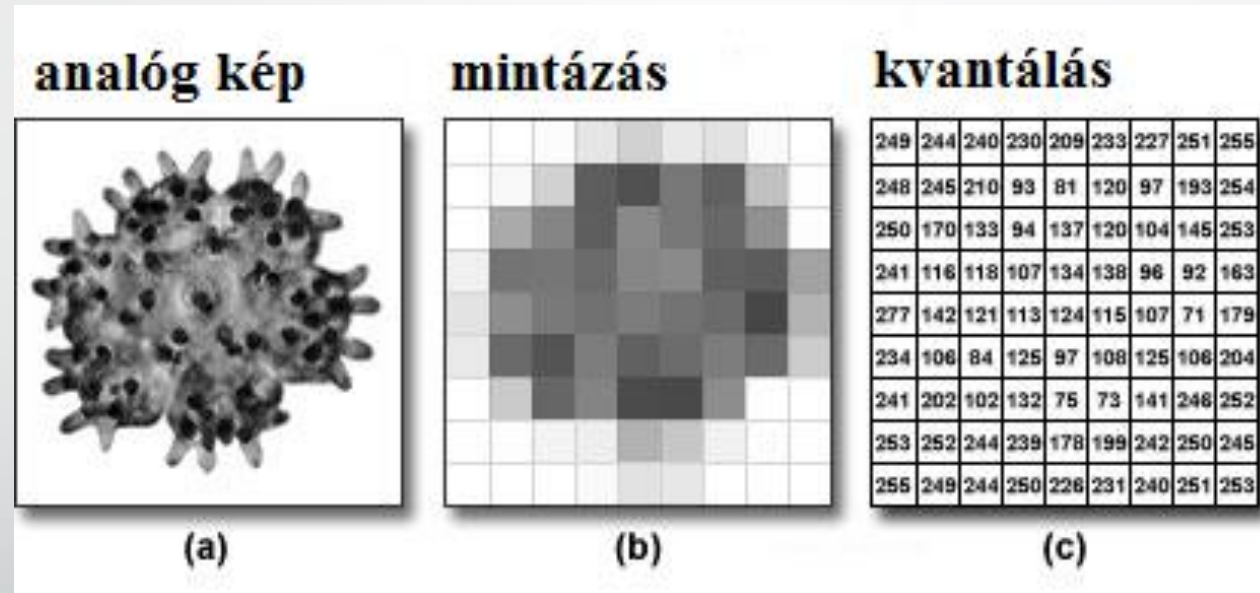 analóg kép mintázás kvantálás
249 244 240 230 209 233 227 251 255
248 245 210 93 81 120 97 193 254
250 170 133 94 137 120 104 145 253
241 116 118 107 134 138 96 92 163
277 142 121 113 124 115 107 71 179
234 106 84 125 97 108 125 106 204
241 202 102 132 75 73 141 246 252
253 252 244 239 178 199 242 250 245
255 249 244 250 226 231 240 251 253
(a) (b) (c)